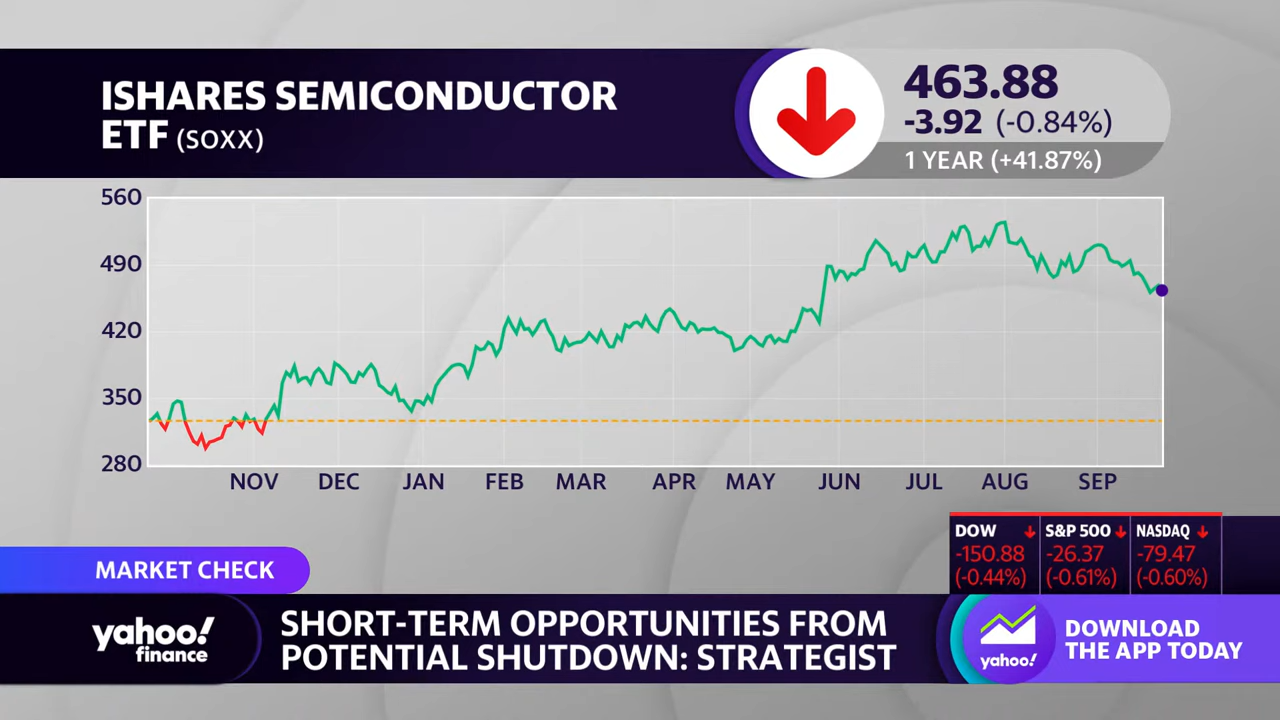 ISHARES SEMICONDUCTOR
ETF (SOXX)
463.88
-3.92 (-0.84%)
1 YEAR (+41.87%)
560
490
420
350
280
NOV DEC JAN FEB MAR APR MAY JUN JUL AUG SEP
DOW S&P 500 NASDAQ
-150.88 -26.37 -79.47
(-0.44%) (-0.61%) (-0.60%)
MARKET CHECK
yahoo!
finance
SHORT-TERM OPPORTUNITIES FROM
POTENTIAL SHUTDOWN: STRATEGIST
yahoo!
DOWNLOAD
THE APP TODAY